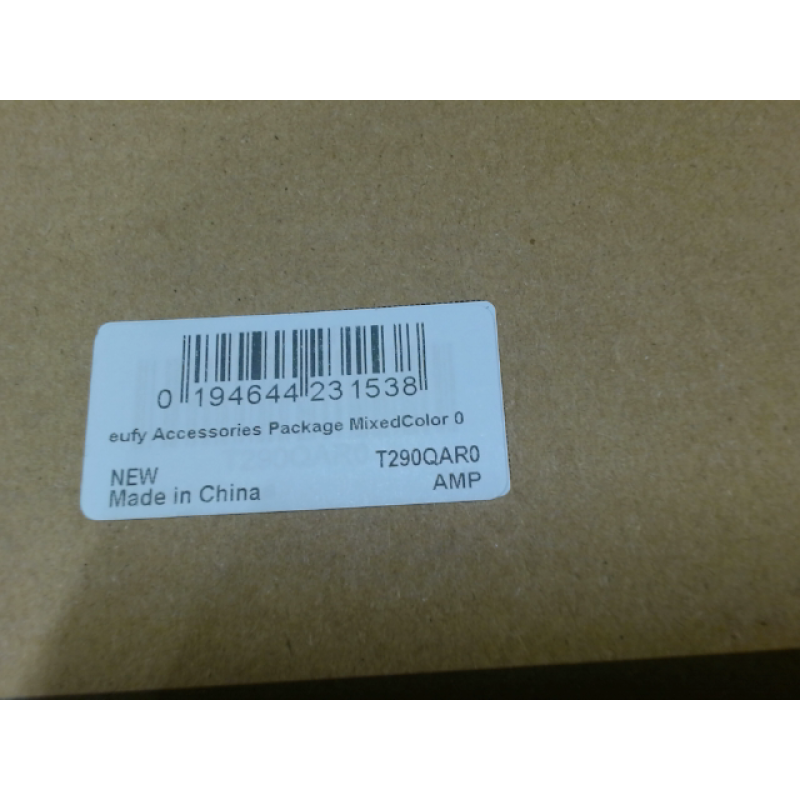 0 194644 231538
eufy Accessories Package MixedColor 0
T290QAR0
NEW
AMP
Made in China